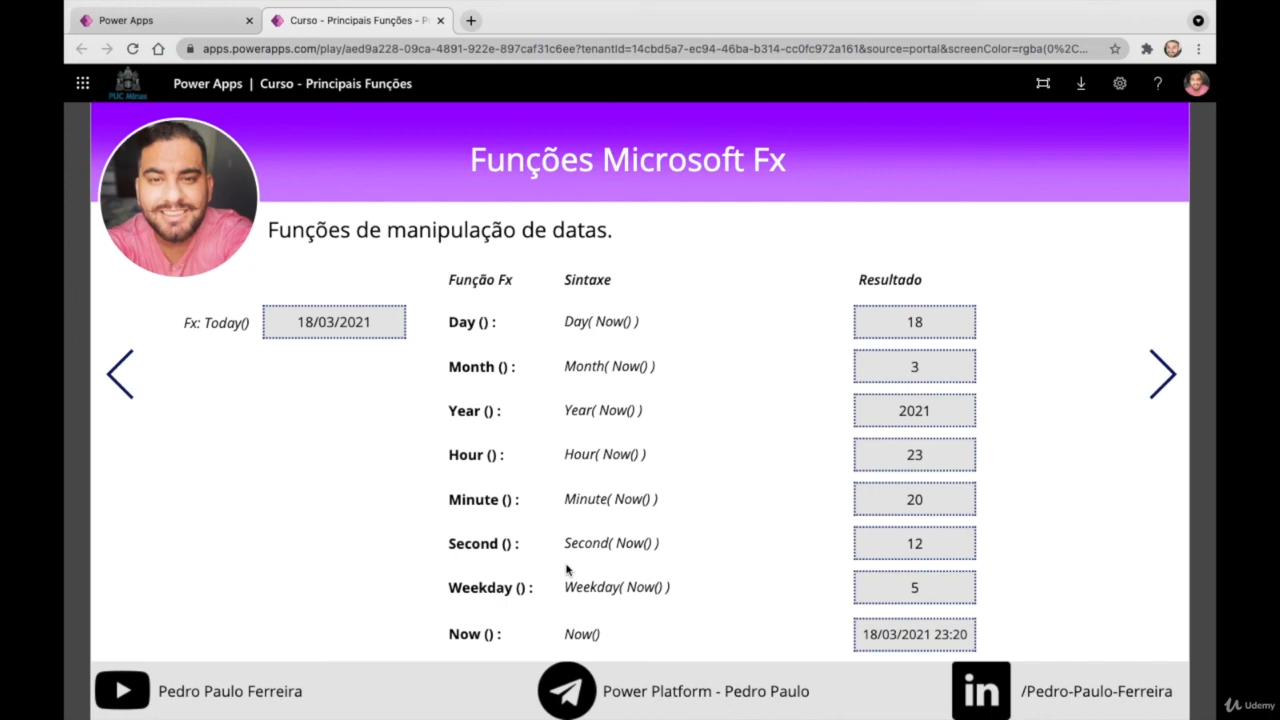 Power Apps
Curso - Principais Funções - P
apps.powerapps.com/play/aed9a228-09ca-4891-922e-897caf31c6ee?tenantId=14cbd5a7-ec94-46ba-b314-cc0fc972a161&source=portal&screenColor=rgba(0%2C...
PUC Minas
Power Apps | Curso - Principais Funções
Funções Microsoft Fx
Funções de manipulação de datas.
Função Fx Sintaxe Resultado
Fx: Today() 18/03/2021 Day () : Day( Now() ) 18
Month () : Month( Now() ) 3
Year () : Year( Now() ) 2021
Hour () : Hour( Now() ) 23
Minute () : Minute( Now() ) 20
Second () : Second( Now() ) 12
Weekday () : Weekday( Now() ) 5
Now () : Now() 18/03/2021 23:20
Pedro Paulo Ferreira Power Platform - Pedro Paulo in /Pedro-Paulo-Ferreira
Udemy